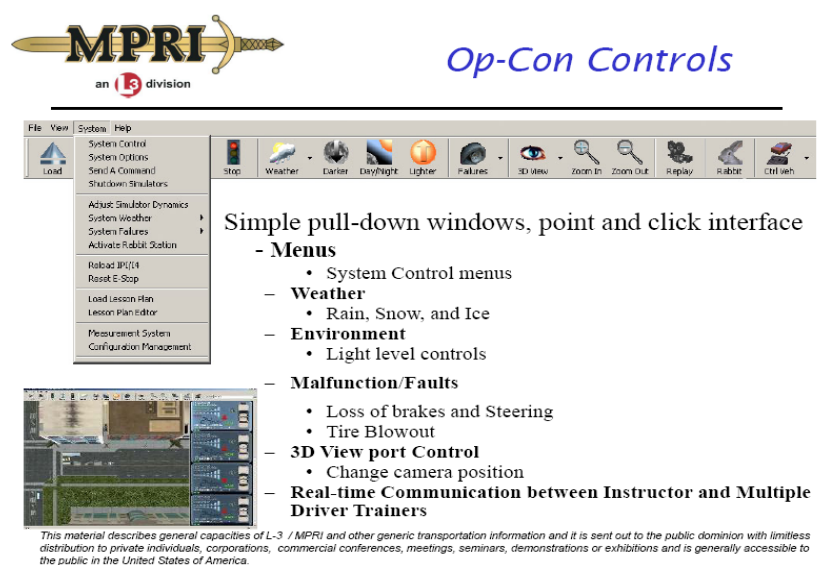 MPRI
an L3 division
Op-Con Controls
File View System Help
System Control
System Options
Send A Command
Shutdown Simulators
Adjust Simulator Dynamics
System Weather
System Failures
Activate Rabbit Station
Reload IPI/I4
Reset E-Stop
Load Lesson Plan
Lesson Plan Editor
Measurement System
Configuration Management
Load Stop Weather Darker Day/Night Lighter Failures 3D View Zoom In Zoom Out Replay Rabbit Ctrl Veh
Simple pull-down windows, point and click interface
- Menus
• System Control menus
– Weather
• Rain, Snow, and Ice
– Environment
• Light level controls
– Malfunction/Faults
• Loss of brakes and Steering
• Tire Blowout
– 3D View port Control
• Change camera position
– Real-time Communication between Instructor and Multiple
Driver Trainers
This material describes general capacities of L-3 / MPRI and other generic transportation information and it is sent out to the public dominion with limitless
distribution to private individuals, corporations, commercial conferences, meetings, seminars, demonstrations or exhibitions and is generally accessible to
the public in the United States of America.